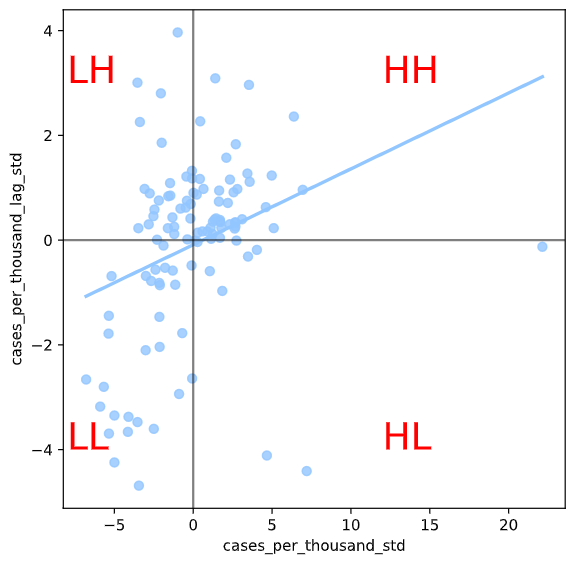 4
LH HH
2
cases_per_thousand_lag_std
0
−2
LL HL
−4
−5 0 5 10 15 20
cases_per_thousand_std